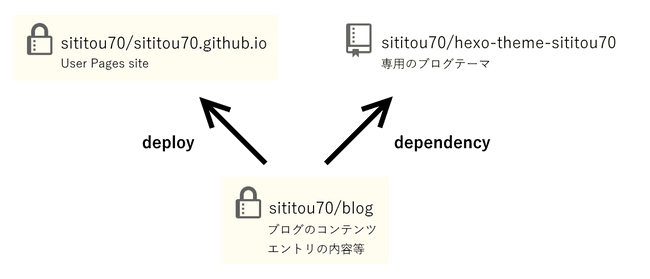 sititou70/sititou70.github.io
User Pages site
sititou70/hexo-theme-sititou70
専用のブログテーマ
deploy
dependency
sititou70/blog
ブログのコンテンツ
エントリの内容等